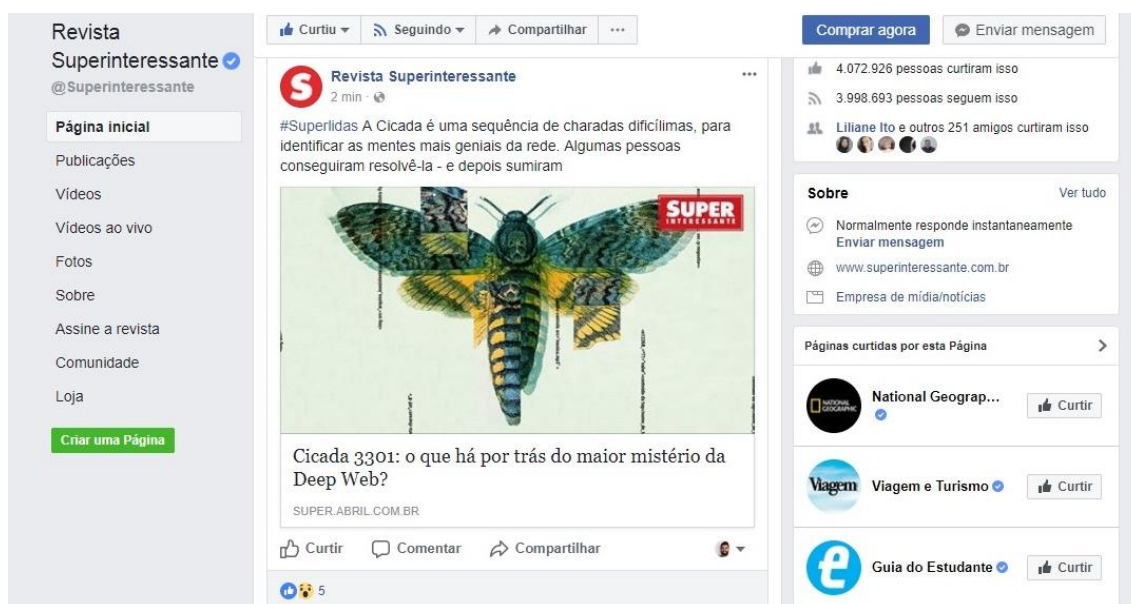 Revista
Superinteressante
@Superinteressante
Página inicial
Publicações
Vídeos
Vídeos ao vivo
Fotos
Sobre
Assine a revista
Comunidade
Loja
Criar uma Página
Curtiu
Seguindo
Compartilhar
Comprar agora
Enviar mensagem
S
Revista Superinteressante
2 min
#Superlidas A Cicada é uma sequência de charadas dificílimas, para
identificar as mentes mais geniais da rede. Algumas pessoas
conseguiram resolvê-la - e depois sumiram
SUPER
INTERESSANTE
Cicada 3301: o que há por trás do maior mistério da
Deep Web?
SUPER.ABRIL.COM.BR
Curtir
Comentar
Compartilhar
5
4.072.926 pessoas curtiram isso
3.998.693 pessoas seguem isso
Liliane Ito e outros 251 amigos curtiram isso
Sobre
Ver tudo
Normalmente responde instantaneamente
Enviar mensagem
www.superinteressante.com.br
Empresa de mídia/notícias
Páginas curtidas por esta Página
NATIONAL
GEOGRAPHIC
National Geograp...
Curtir
Viagem
Viagem e Turismo
Curtir
e
Guia do Estudante
Curtir